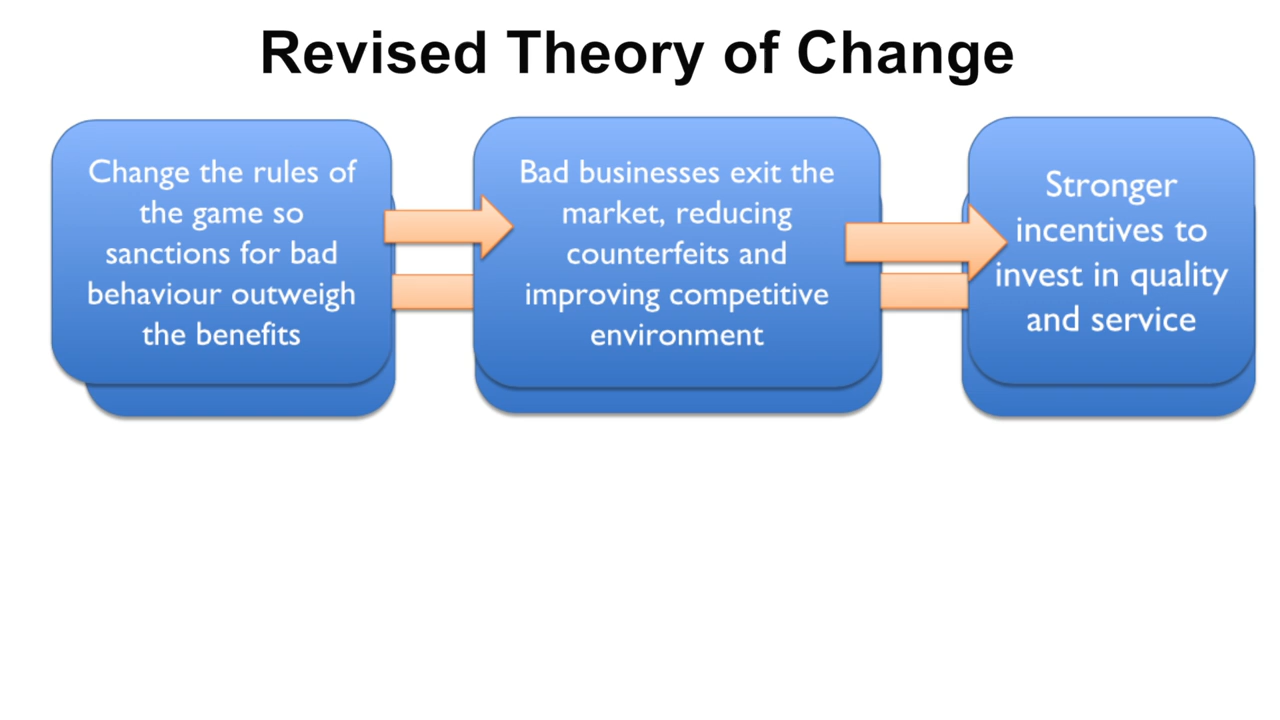 Revised Theory of Change
Change the rules of
the game so
sanctions for bad
behaviour outweigh
the benefits
Bad businesses exit the
market, reducing
counterfeits and
improving competitive
environment
Stronger
incentives to
invest in quality
and service